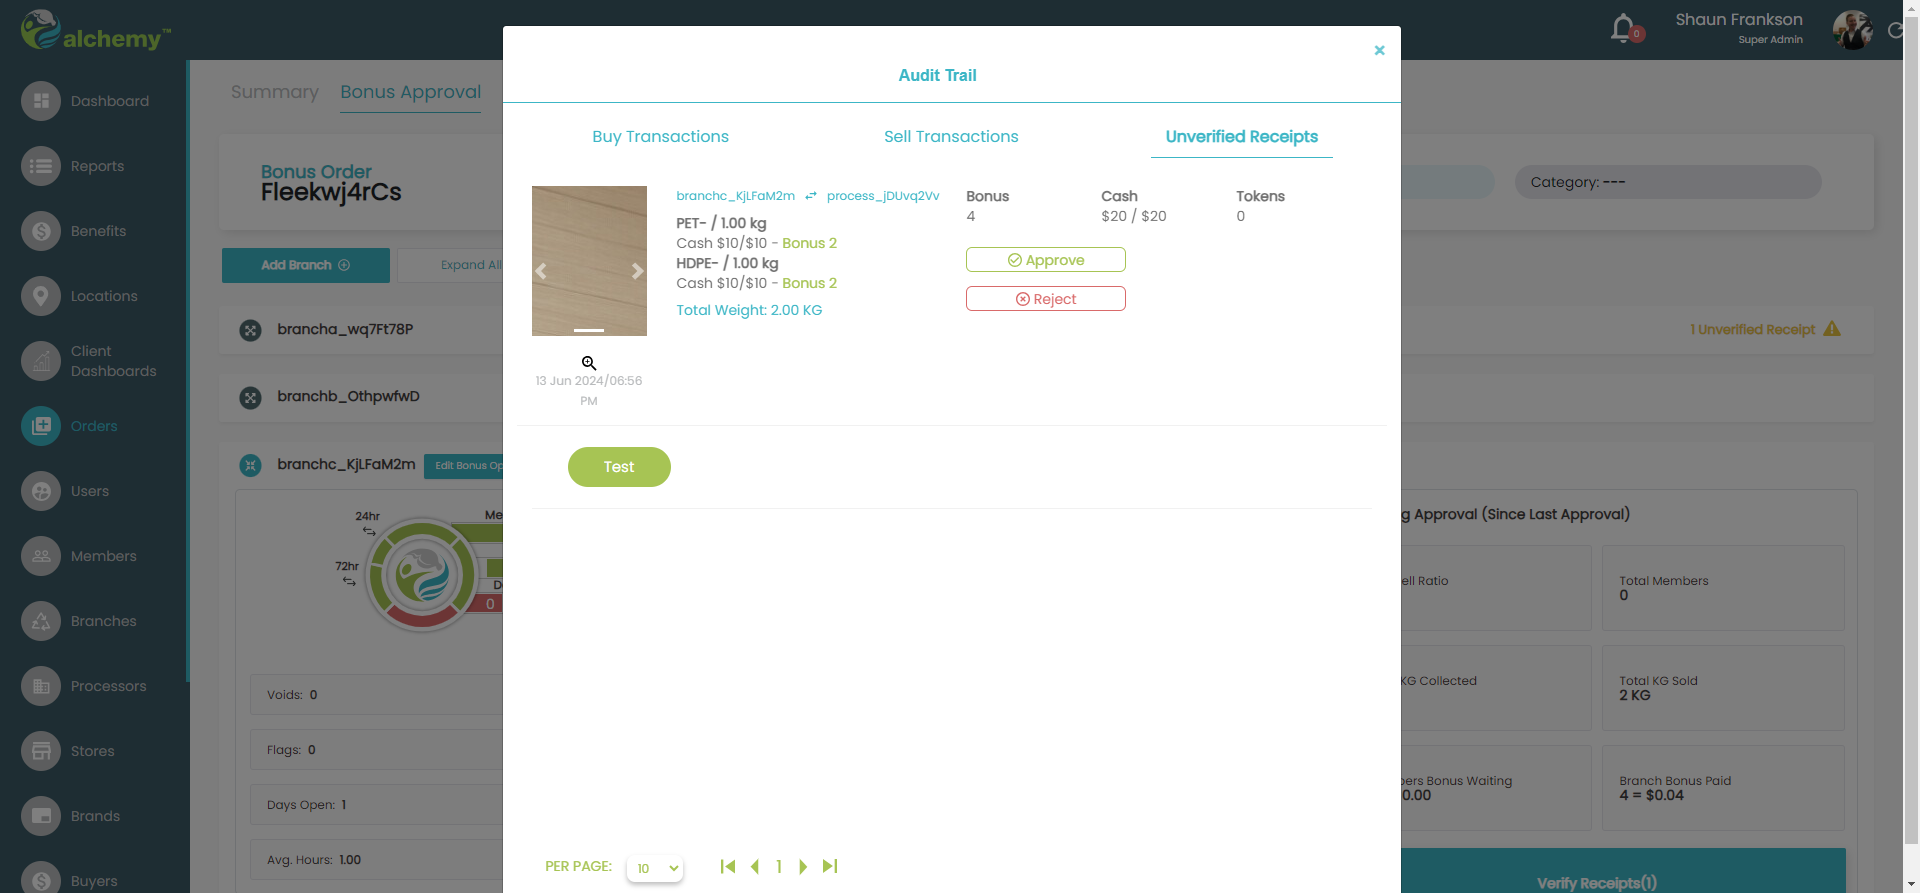 alchemy™
0
Shaun Frankson
Super Admin
Dashboard
Reports
Benefits
Locations
Client
Dashboards
Orders
Users
Members
Branches
Processors
Stores
Brands
Buyers
Summary
Bonus Approval
Bonus Order
Fleekwj4rCs
Category: ---
Add Branch
Expand All
brancha_wq7Ft78P
1 Unverified Receipt
branchb_OthpwfwD
branchc_KjLFaM2m
Edit Bonus Op
24hr
Me
72hr
D
0
Voids: 0
Flags: 0
Days Open: 1
Avg. Hours: 1.00
Audit Trail
Buy Transactions
Sell Transactions
Unverified Receipts
branchc_KjLFaM2m
process_jDUvq2Vv
PET- / 1.00 kg
Cash $10/$10 - Bonus 2
HDPE- / 1.00 kg
Cash $10/$10 - Bonus 2
Total Weight: 2.00 KG
Bonus
4
Cash
$20 / $20
Tokens
0
Approve
Reject
13 Jun 2024/06:56
PM
Test
PER PAGE:
10
1
g Approval (Since Last Approval)
ell Ratio
Total Members
0
KG Collected
Total KG Sold
2 KG
bers Bonus Waiting
0.00
Branch Bonus Paid
4 = $0.04
Verify Receipts(1)